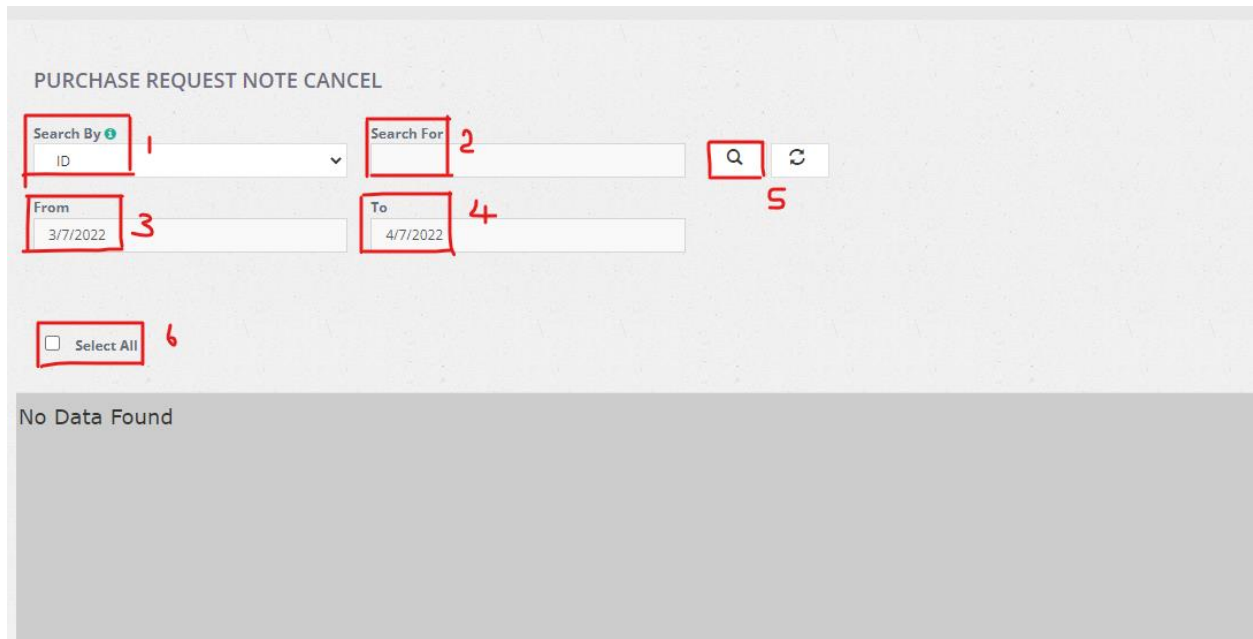 PURCHASE REQUEST NOTE CANCEL
Search By 1 Search For 2
ID
5
From 3 To 4
3/7/2022 4/7/2022
Select All 6
No Data Found